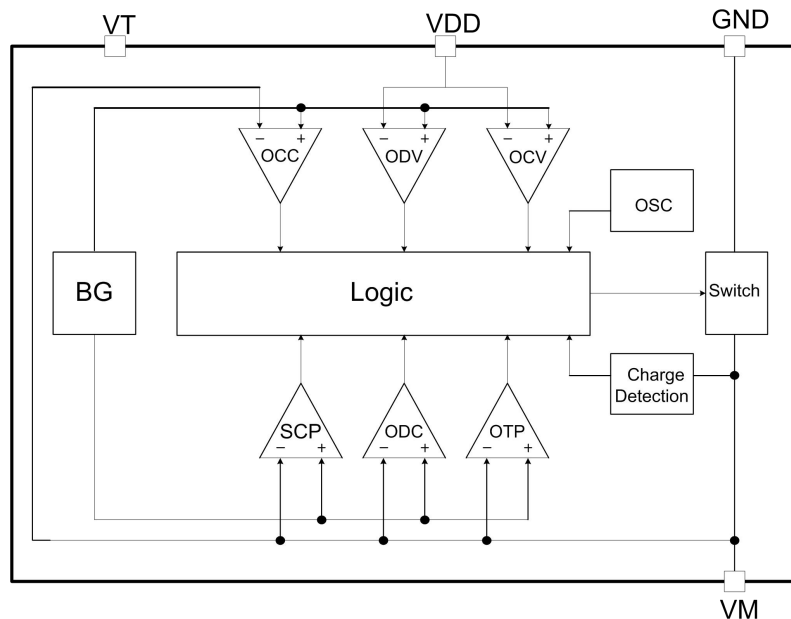 VT
VDD
GND
− +
− +
− +
OCC
ODV
OCV
OSC
BG
Logic
Switch
Charge
Detection
SCP
ODC
OTP
− +
− +
− +
VM